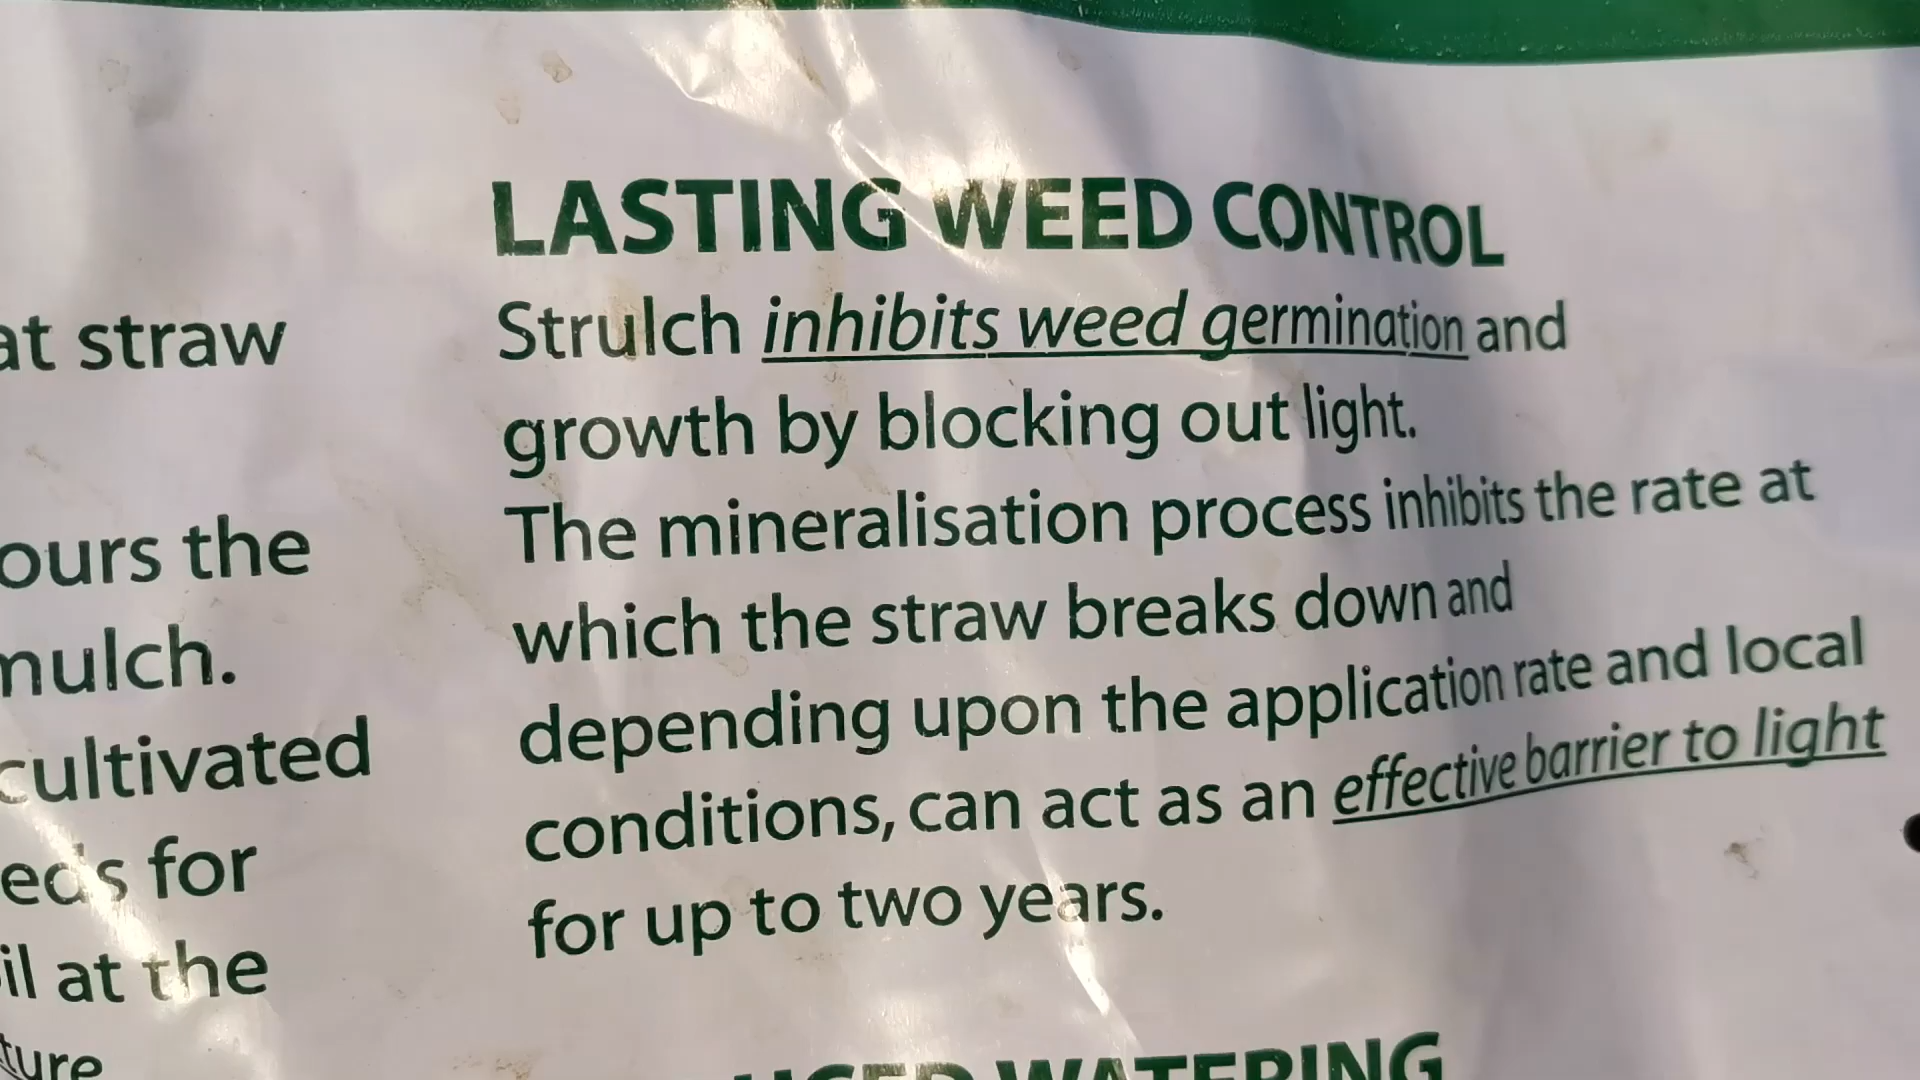 at straw
ours the
mulch.
cultivated
eds for
il at the
ture
LASTING WEED CONTROL
Strulch inhibits weed germination and
growth by blocking out light.
The mineralisation process inhibits the rate at
which the straw breaks down and
depending upon the application rate and local
conditions, can act as an effective barrier to light
for up to two years.
WATERING